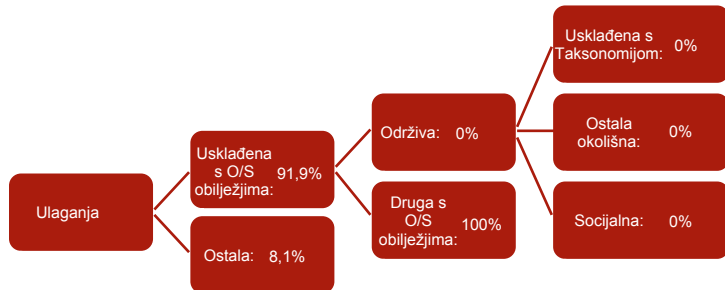 Ulaganja
Usklađena
s O/S
obilježjima: 91,9%
Ostala: 8,1%
Održiva: 0%
Druga s
O/S
obilježjima: 100%
Usklađena s
Taksonomijom: 0%
Ostala
okolišna: 0%
Socijalna: 0%